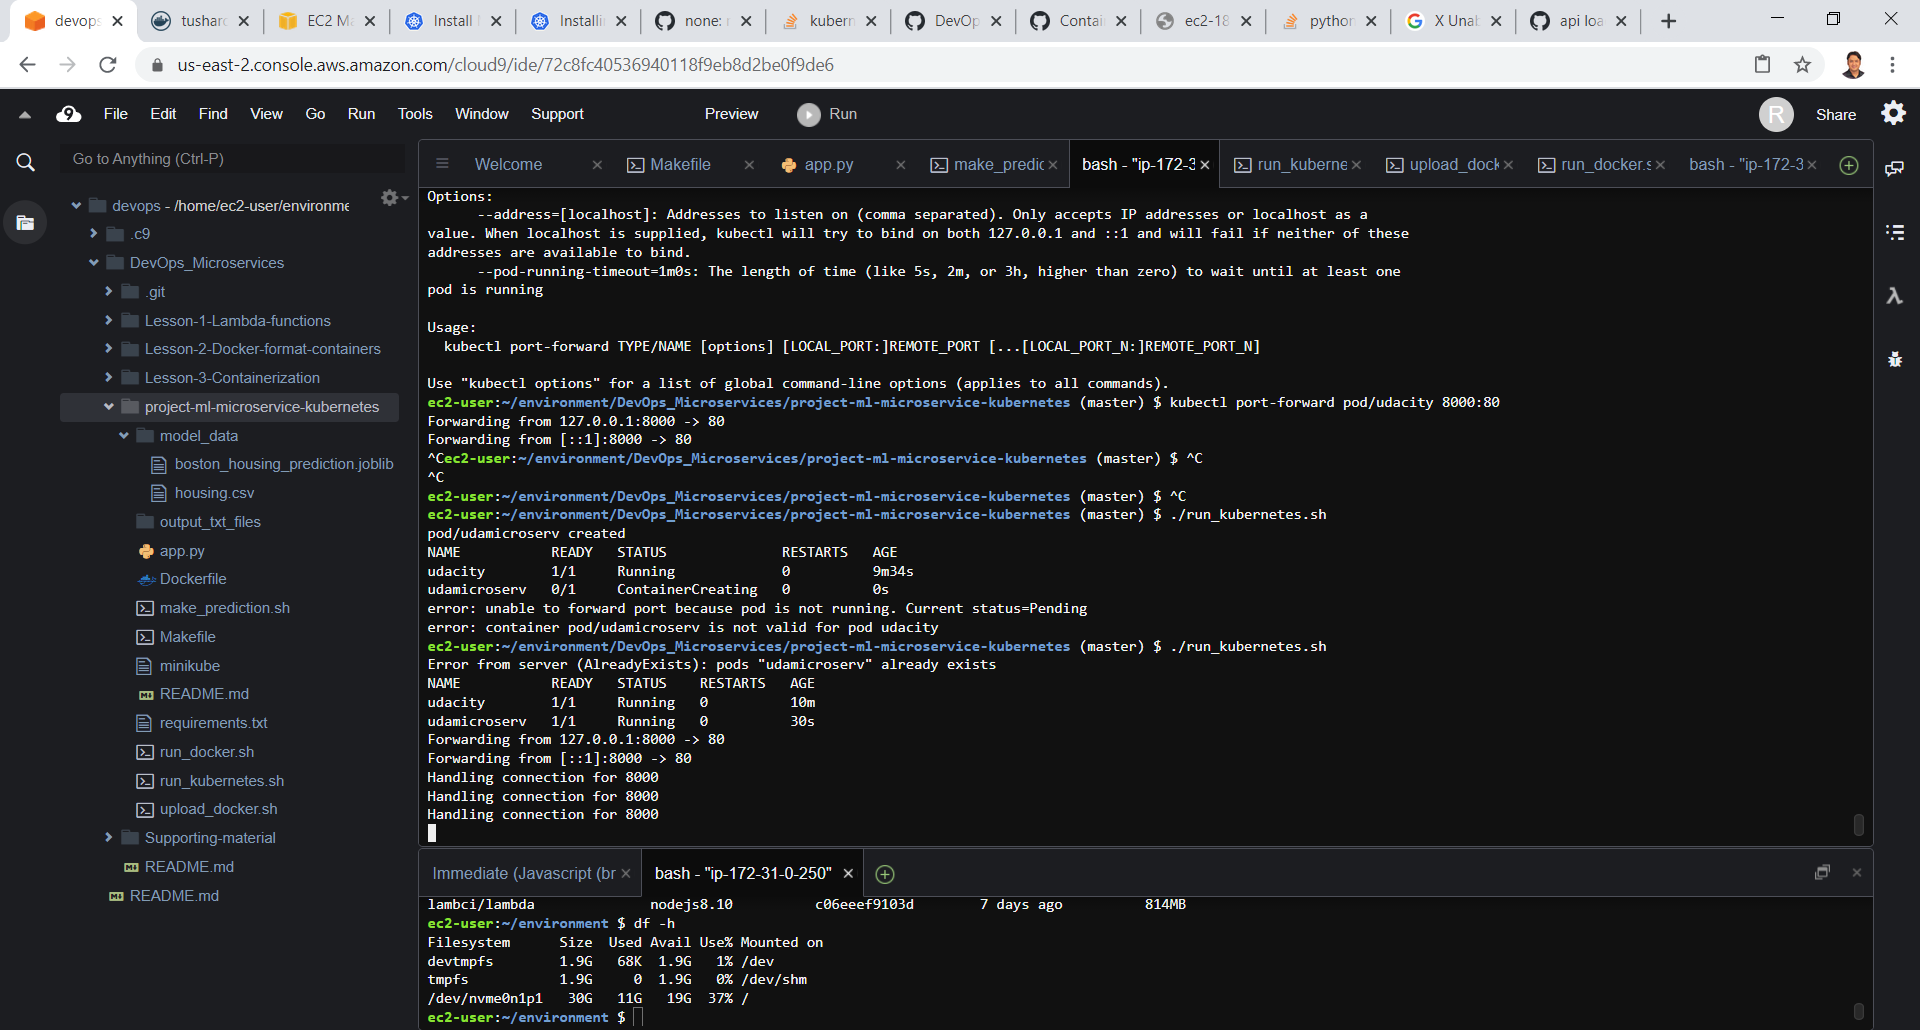 devops
tushar
EC2 Ma
Install
Installi
none: r
kubern
DevOp
Contai
ec2-18
python
X Unab
api loa
us-east-2.console.aws.amazon.com/cloud9/ide/72c8fc40536940118f9eb8d2be0f9de6
9 File Edit Find View Go Run Tools Window Support Preview Run R Share
Go to Anything (Ctrl-P)
Welcome
Makefile
app.py
make_predic
bash - "ip-172-3
run_kuberne
upload_dock
run_docker.s
bash - "ip-172-3
devops - /home/ec2-user/environme
.c9
DevOps_Microservices
.git
Lesson-1-Lambda-functions
Lesson-2-Docker-format-containers
Lesson-3-Containerization
project-ml-microservice-kubernetes
model_data
boston_housing_prediction.joblib
housing.csv
output_txt_files
app.py
Dockerfile
make_prediction.sh
Makefile
minikube
README.md
requirements.txt
run_docker.sh
run_kubernetes.sh
upload_docker.sh
Supporting-material
README.md
README.md
Options:
--address=[localhost]: Addresses to listen on (comma separated). Only accepts IP addresses or localhost as a
value. When localhost is supplied, kubectl will try to bind on both 127.0.0.1 and ::1 and will fail if neither of these
addresses are available to bind.
--pod-running-timeout=1m0s: The length of time (like 5s, 2m, or 3h, higher than zero) to wait until at least one
pod is running
Usage:
kubectl port-forward TYPE/NAME [options] [LOCAL_PORT:]REMOTE_PORT [...[LOCAL_PORT_N:]REMOTE_PORT_N]
Use "kubectl options" for a list of global command-line options (applies to all commands).
ec2-user:~/environment/DevOps_Microservices/project-ml-microservice-kubernetes (master) $ kubectl port-forward pod/udacity 8000:80
Forwarding from 127.0.0.1:8000 -> 80
Forwarding from [::1]:8000 -> 80
^Cec2-user:~/environment/DevOps_Microservices/project-ml-microservice-kubernetes (master) $ ^C
^C
ec2-user:~/environment/DevOps_Microservices/project-ml-microservice-kubernetes (master) $ ^C
ec2-user:~/environment/DevOps_Microservices/project-ml-microservice-kubernetes (master) $ ./run_kubernetes.sh
pod/udamicroserv created
NAME READY STATUS RESTARTS AGE
udacity 1/1 Running 0 9m34s
udamicroserv 0/1 ContainerCreating 0 0s
error: unable to forward port because pod is not running. Current status=Pending
error: container pod/udamicroserv is not valid for pod udacity
ec2-user:~/environment/DevOps_Microservices/project-ml-microservice-kubernetes (master) $ ./run_kubernetes.sh
Error from server (AlreadyExists): pods "udamicroserv" already exists
NAME READY STATUS RESTARTS AGE
udacity 1/1 Running 0 10m
udamicroserv 1/1 Running 0 30s
Forwarding from 127.0.0.1:8000 -> 80
Forwarding from [::1]:8000 -> 80
Handling connection for 8000
Handling connection for 8000
Handling connection for 8000
Immediate (Javascript (br
bash - "ip-172-31-0-250"
lambci/lambda nodejs8.10 c06eeef9103d 7 days ago 814MB
ec2-user:~/environment $ df -h
Filesystem Size Used Avail Use% Mounted on
devtmpfs 1.9G 68K 1.9G 1% /dev
tmpfs 1.9G 0 1.9G 0% /dev/shm
/dev/nvme0n1p1 30G 11G 19G 37% /
ec2-user:~/environment $